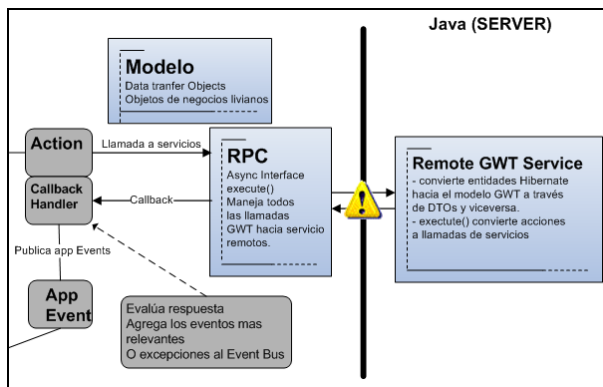 Java (SERVER)
Modelo
Data tranfer Objects
Objetos de negocios livianos
Action
Llamada a servicios
Callback
Handler
Callback
RPC
Async Interface
execute()
Maneja todos
las llamadas
GWT hacia servicio
remotos.
Remote GWT Service
- convierte entidades Hibernate
hacia el modelo GWT a través
de DTOs y viceversa.
- exectute() convierte acciones
a llamadas de servicios
Publica app Events
App
Event
Evalúa respuesta
Agrega los eventos mas
relevantes
O excepciones al Event Bus